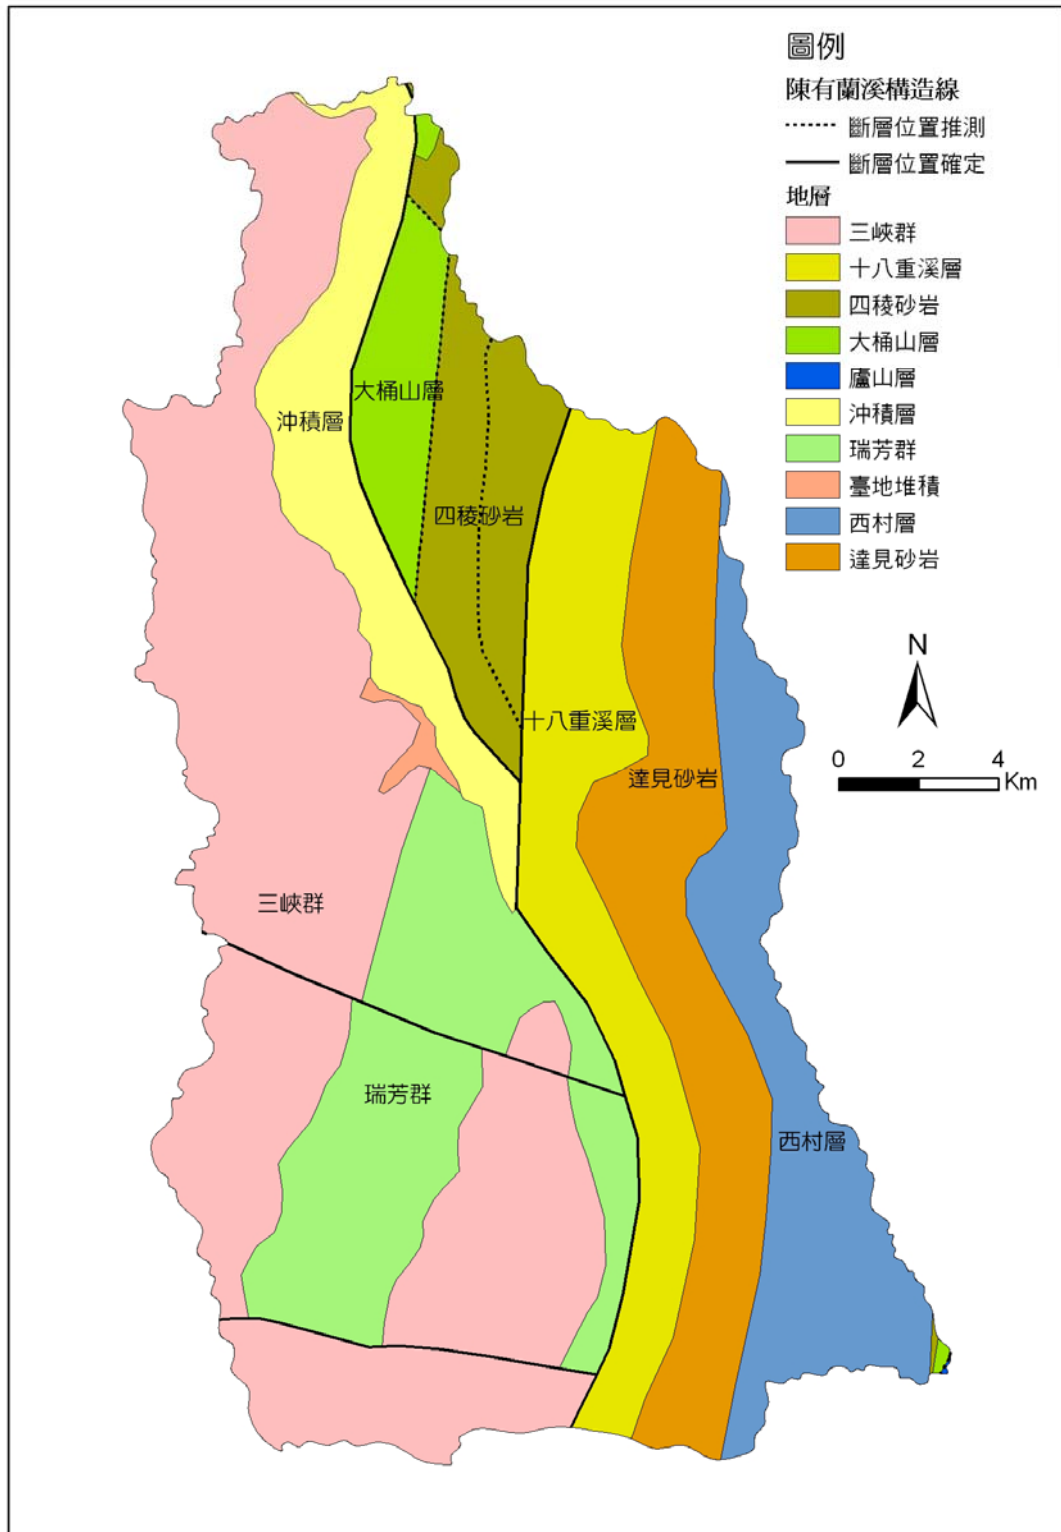 圖例
陳有蘭溪構造線
斷層位置推測
斷層位置確定
地層
三峽群
十八重溪層
四稜砂岩
大桶山層
廬山層
沖積層
瑞芳群
臺地堆積
西村層
達見砂岩
大桶山層
沖積層
四稜砂岩
N
十八重溪層
0 2 4
Km
達見砂岩
三峽群
瑞芳群
西村層